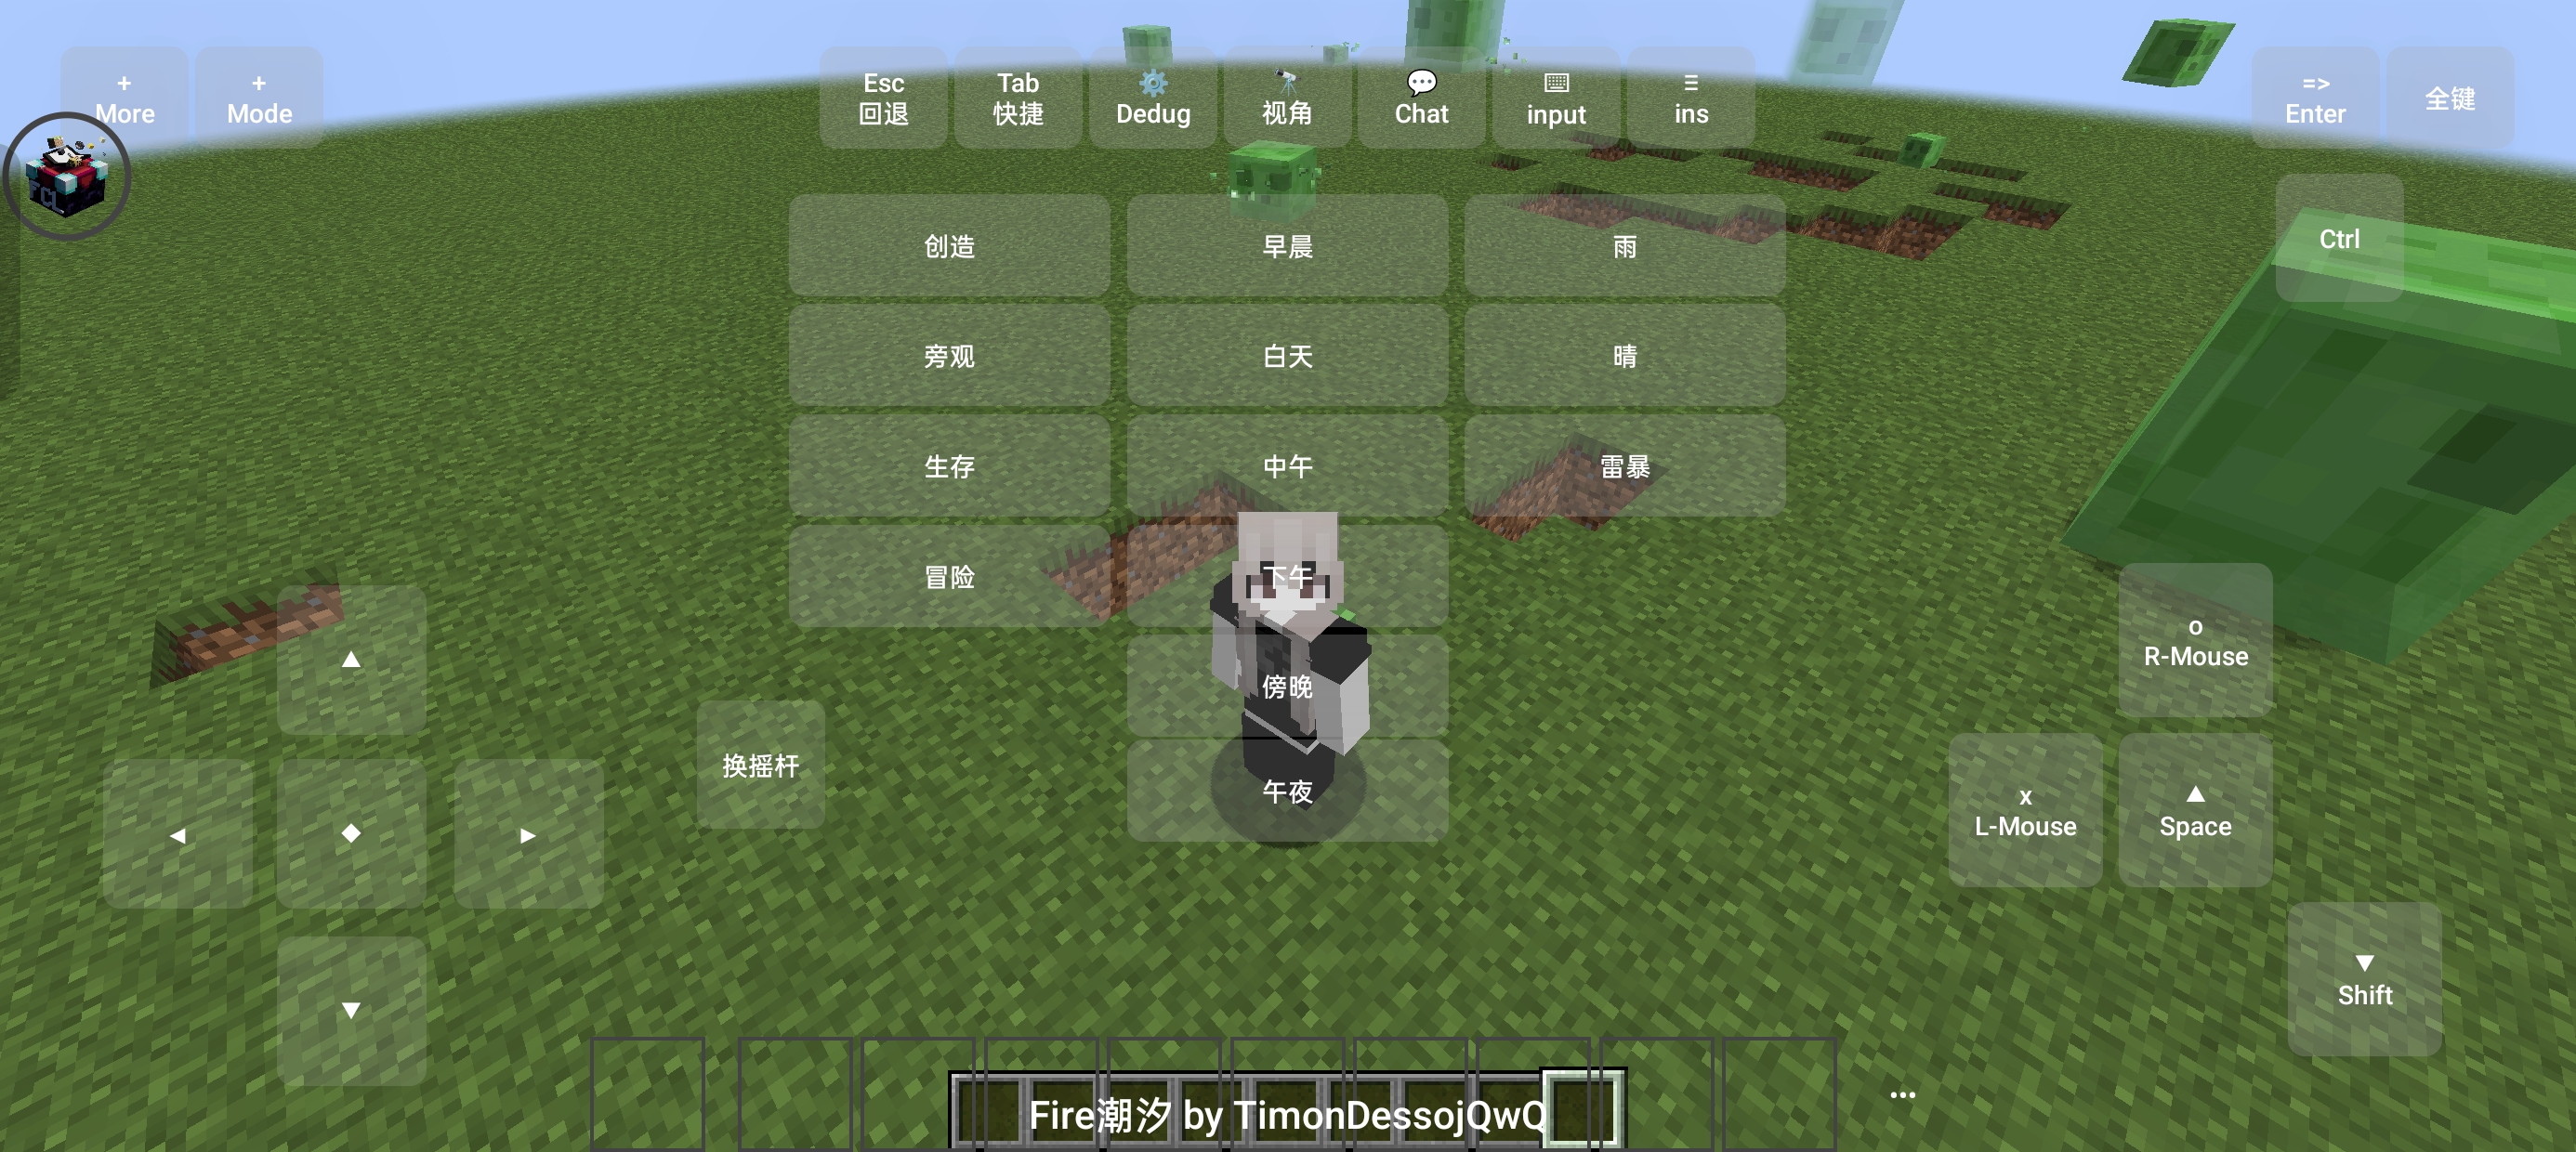 +
More
+
Mode
Esc
回退
Tab
快捷
⚙️
Dedug
🔭
视角
💬
Chat
⌨
input
☰
ins
=>
Enter
全键
FCL
Ctrl
创造
早晨
雨
旁观
白天
晴
生存
中午
雷暴
冒险
下午
傍晚
午夜
▲
◀
◆
▶
▼
换摇杆
o
R-Mouse
x
L-Mouse
▲
Space
▼
Shift
Fire潮汐 by TimonDessojQwQ
...